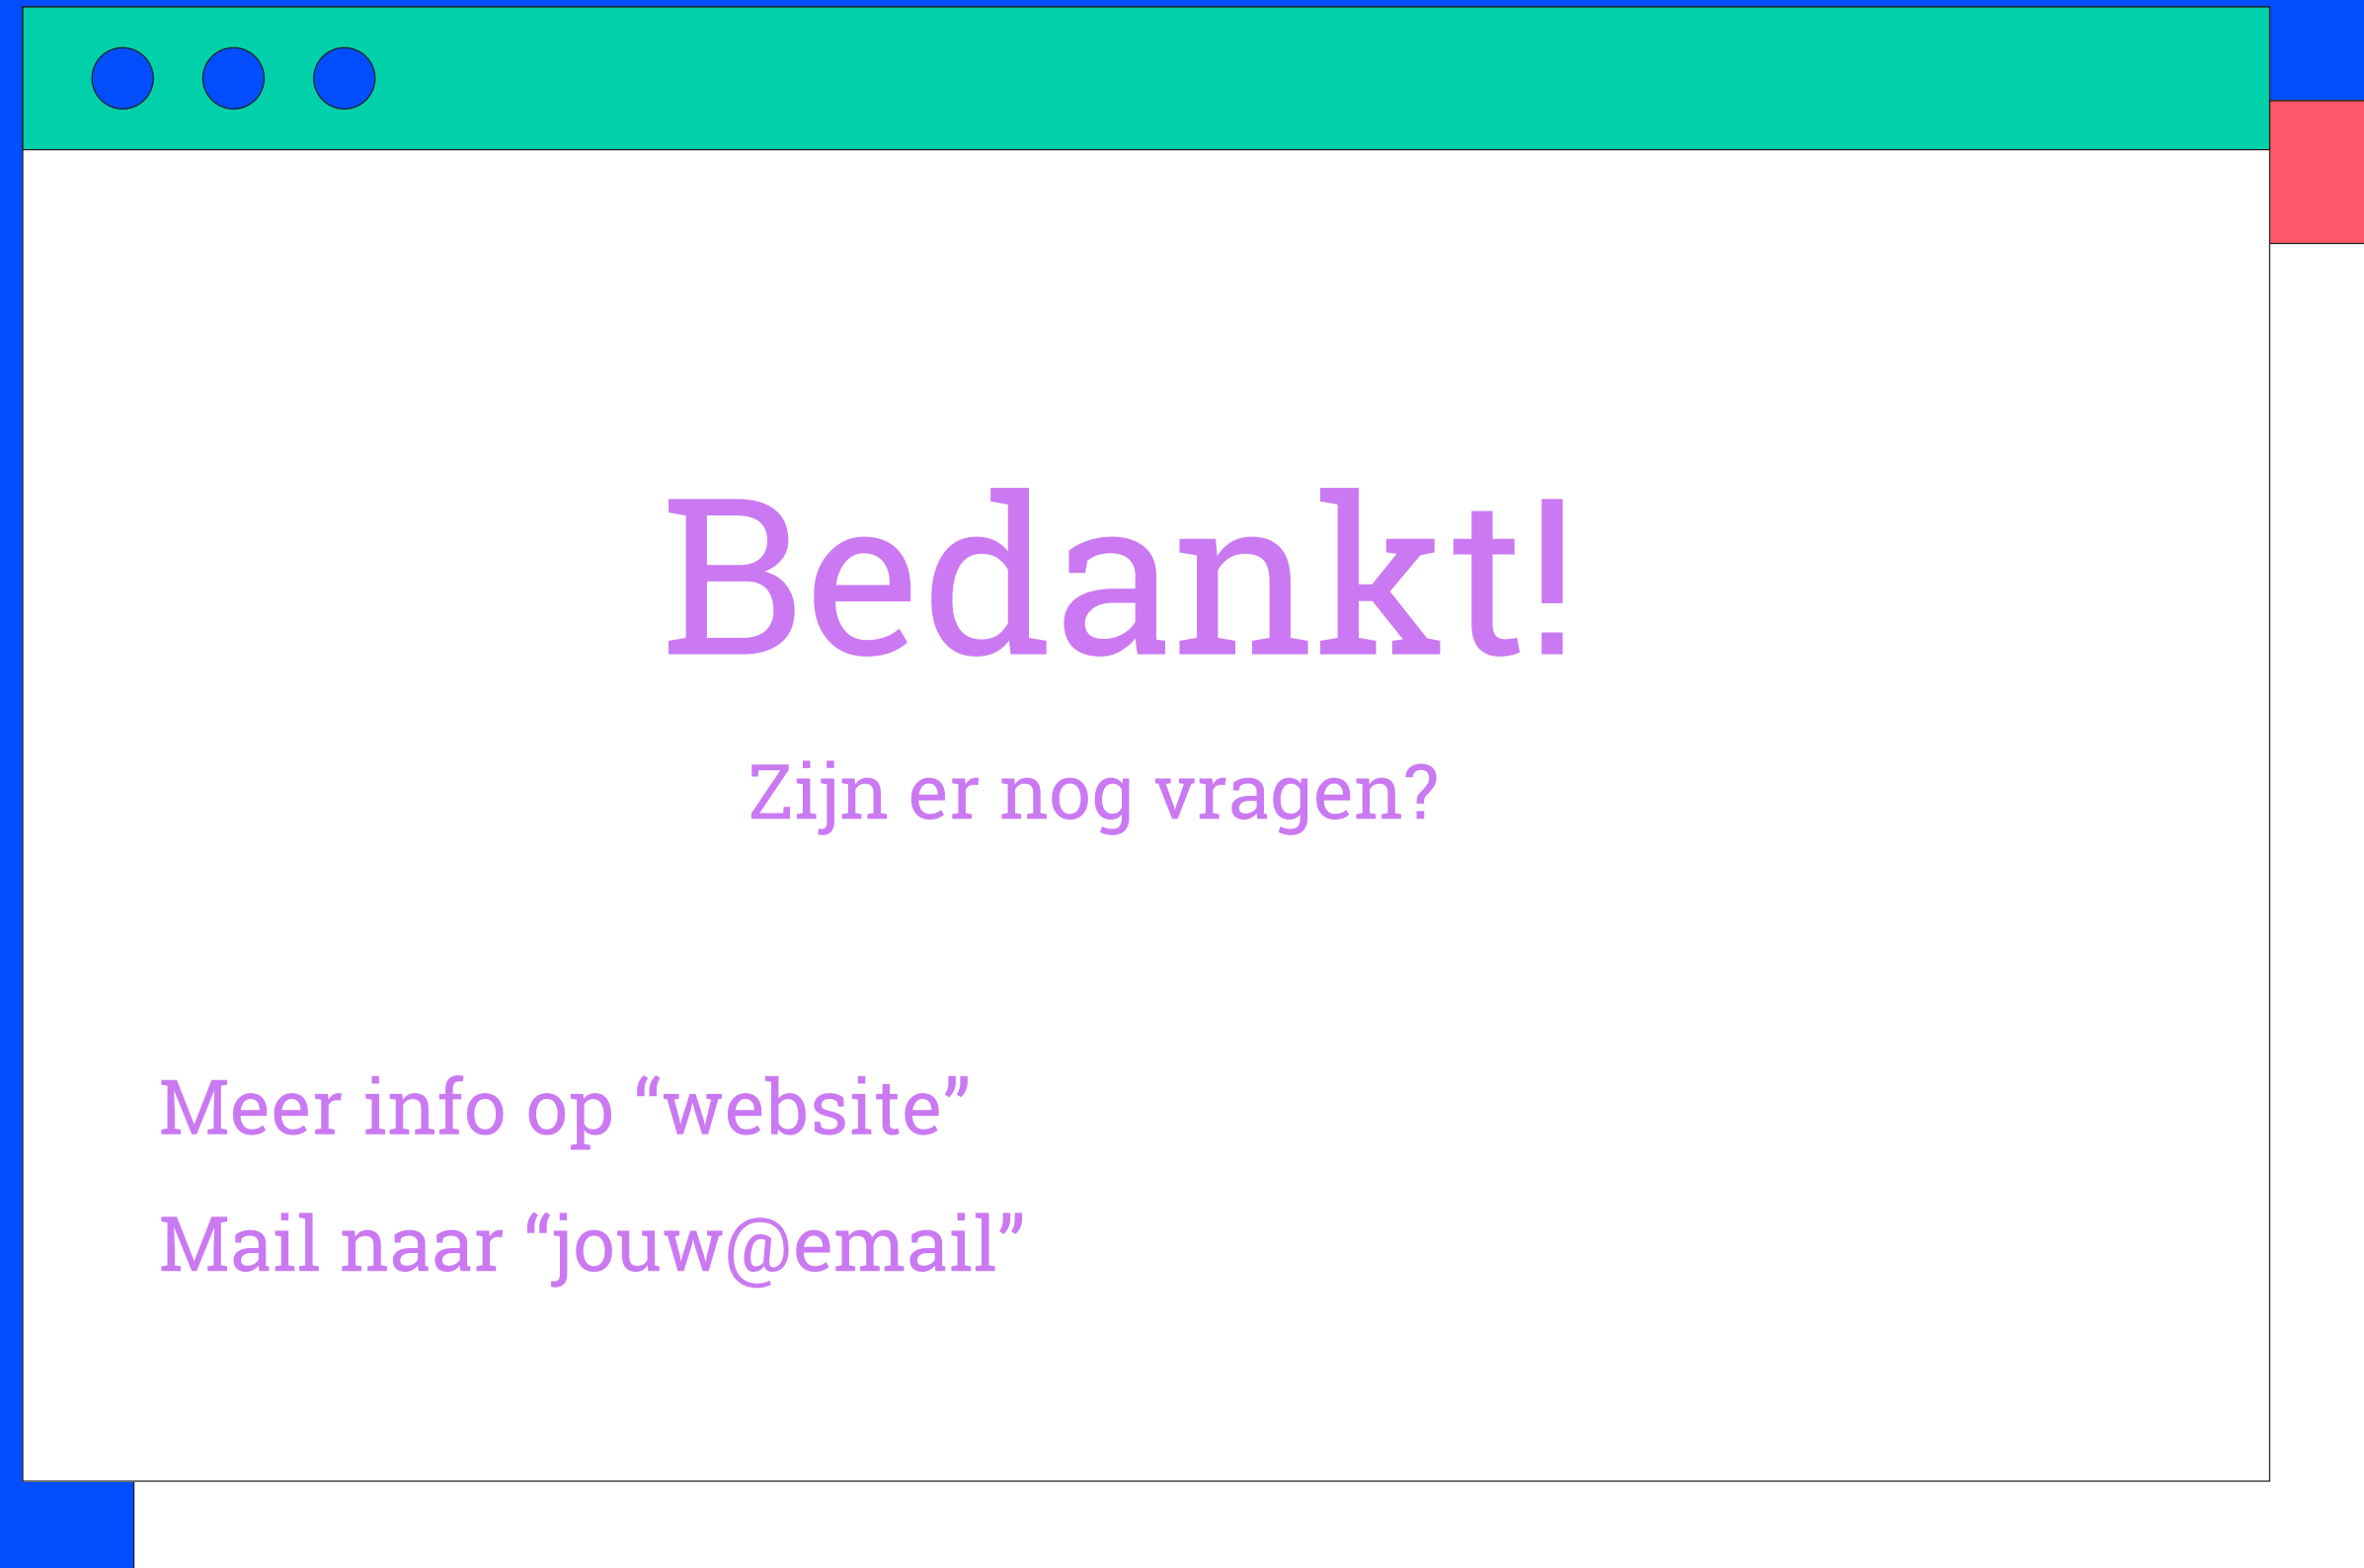 Bedankt!
Zijn er nog vragen?
Meer info op “website”
Mail naar “jouw@email”